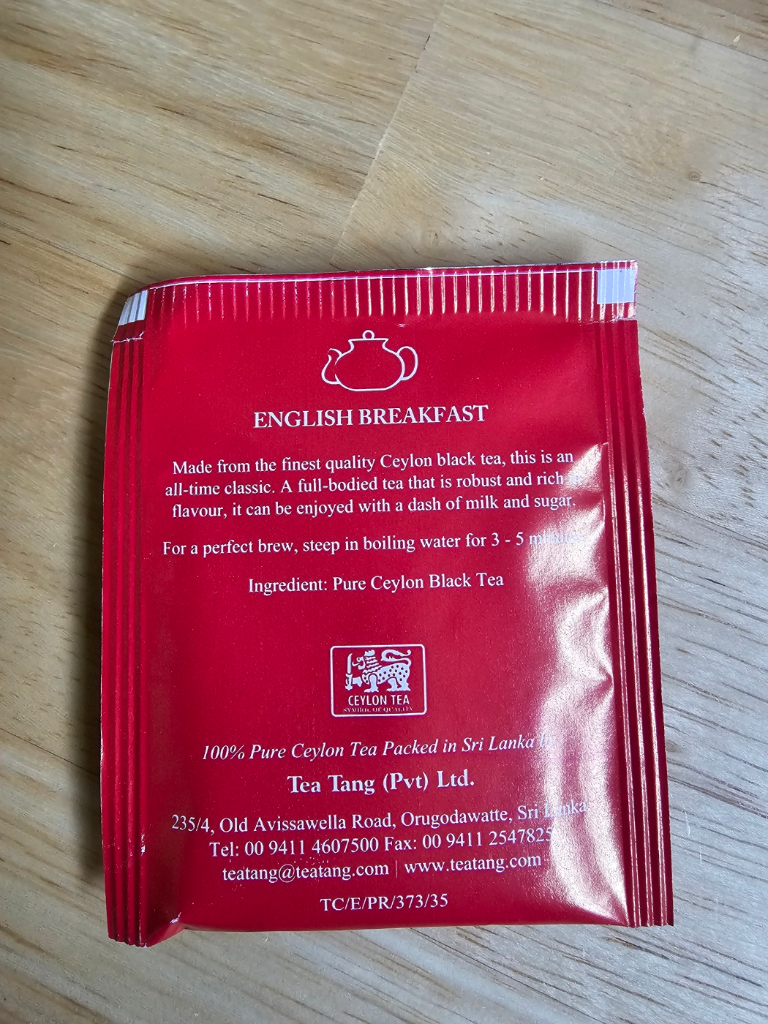 ENGLISH BREAKFAST
Made from the finest quality Ceylon black tea, this is an
all-time classic. A full-bodied tea that is robust and rich
flavour, it can be enjoyed with a dash of milk and sugar.
For a perfect brew, steep in boiling water for 3 - 5
Ingredient: Pure Ceylon Black Tea
CEYLON TEA
SYMBOL OF QUALITY
100% Pure Ceylon Tea Packed in Sri Lanka
Tea Tang (Pvt) Ltd.
235/4, Old Avissawella Road, Orugodawatte, Sri Lanka
Tel: 00 9411 4607500 Fax: 00 9411 2547825
teatang@teatang.com | www.teatang.com
TC/E/PR/373/35